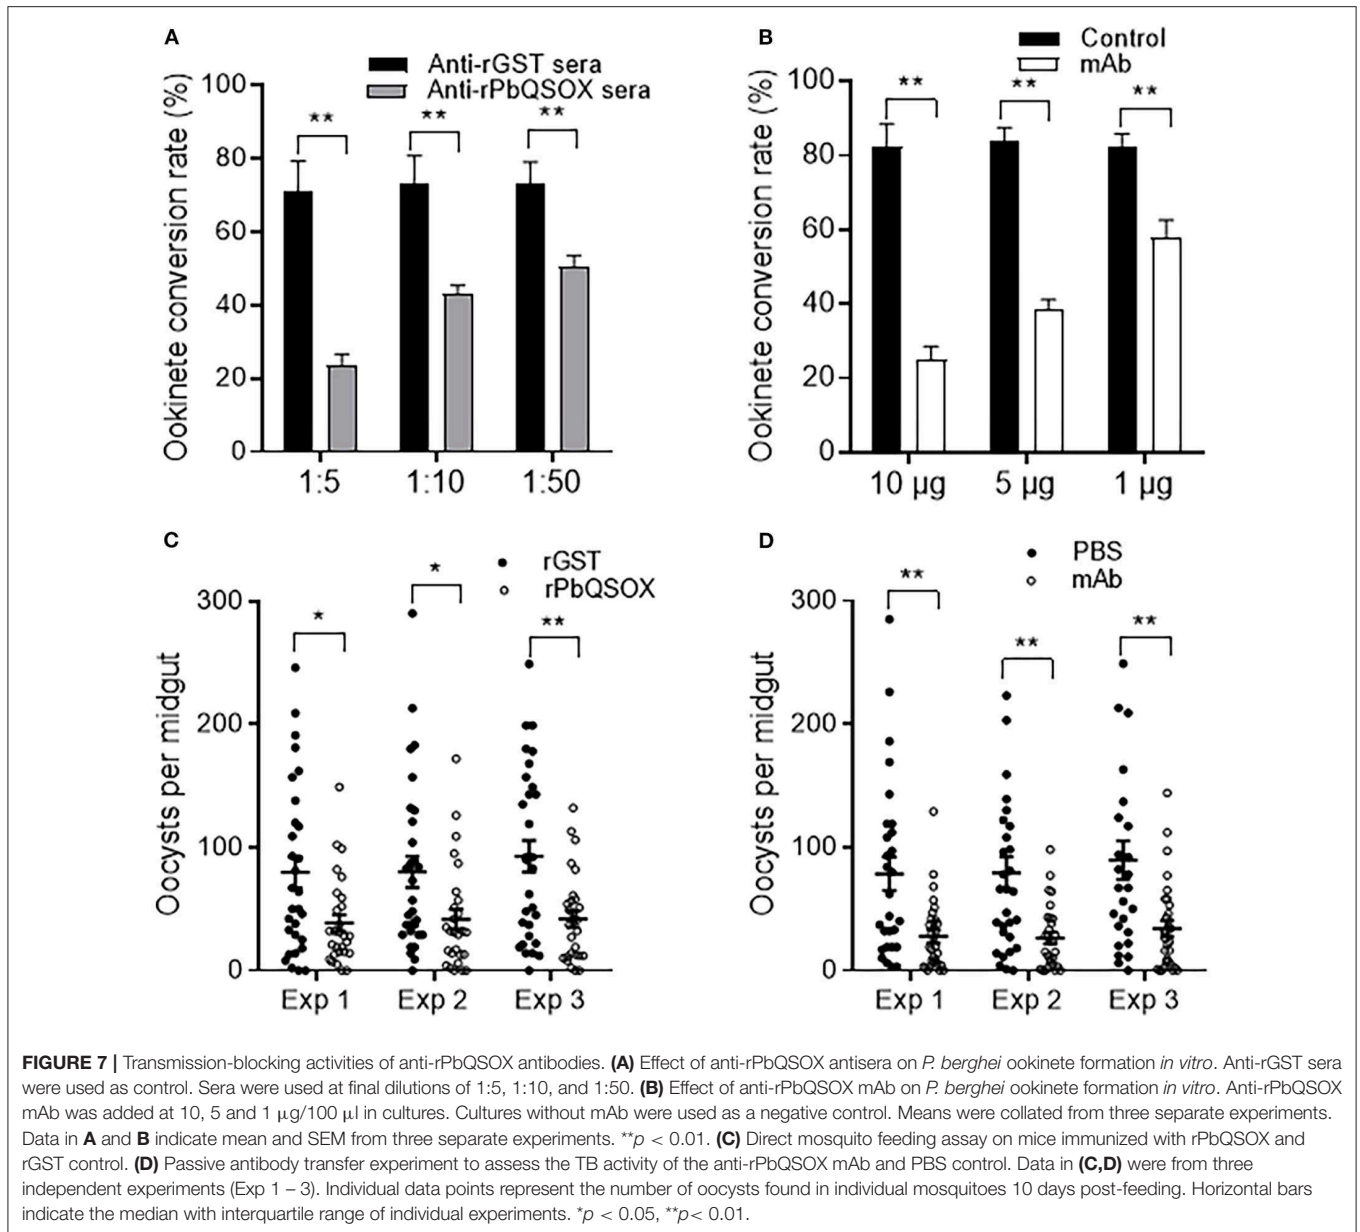 A
Anti-rGST sera
Anti-rPbQSOX sera
Ookinete conversion rate (%)
100
80
60
40
20
0
** ** **
1:5 1:10 1:50
B
Control
mAb
Ookinete conversion rate (%)
100
80
60
40
20
0
** ** **
10 µg 5 µg 1 µg
C
rGST
rPbQSOX
Oocysts per midgut
300
200
100
0
* * **
Exp 1 Exp 2 Exp 3
D
PBS
mAb
Oocysts per midgut
300
200
100
0
** ** **
Exp 1 Exp 2 Exp 3
FIGURE 7 | Transmission-blocking activities of anti-rPbQSOX antibodies. (A) Effect of anti-rPbQSOX antisera on P. berghei ookinete formation in vitro. Anti-rGST sera
were used as control. Sera were used at final dilutions of 1:5, 1:10, and 1:50. (B) Effect of anti-rPbQSOX mAb on P. berghei ookinete formation in vitro. Anti-rPbQSOX
mAb was added at 10, 5 and 1 µg/100 µl in cultures. Cultures without mAb were used as a negative control. Means were collated from three separate experiments.
Data in A and B indicate mean and SEM from three separate experiments. **p < 0.01. (C) Direct mosquito feeding assay on mice immunized with rPbQSOX and
rGST control. (D) Passive antibody transfer experiment to assess the TB activity of the anti-rPbQSOX mAb and PBS control. Data in (C,D) were from three
independent experiments (Exp 1 – 3). Individual data points represent the number of oocysts found in individual mosquitoes 10 days post-feeding. Horizontal bars
indicate the median with interquartile range of individual experiments. *p < 0.05, **p< 0.01.